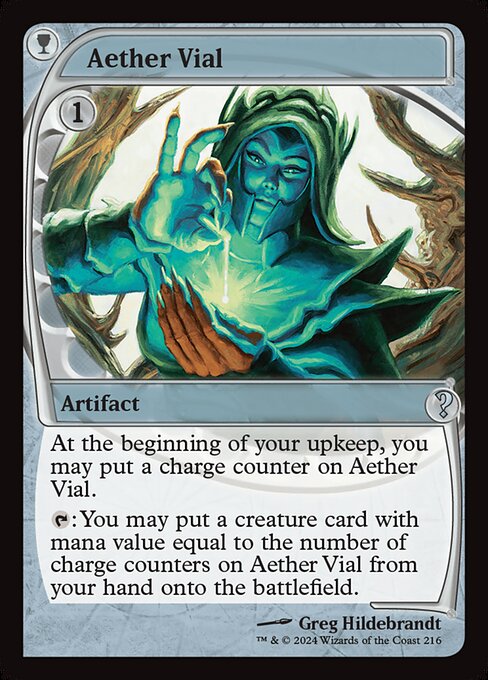 Aether Vial
1
Artifact
At the beginning of your upkeep, you
may put a charge counter on Aether
Vial.
:You may put a creature card with
mana value equal to the number of
charge counters on Aether Vial from
your hand onto the battlefield.
Greg Hildebrandt
™ & © 2024 Wizards of the Coast 216